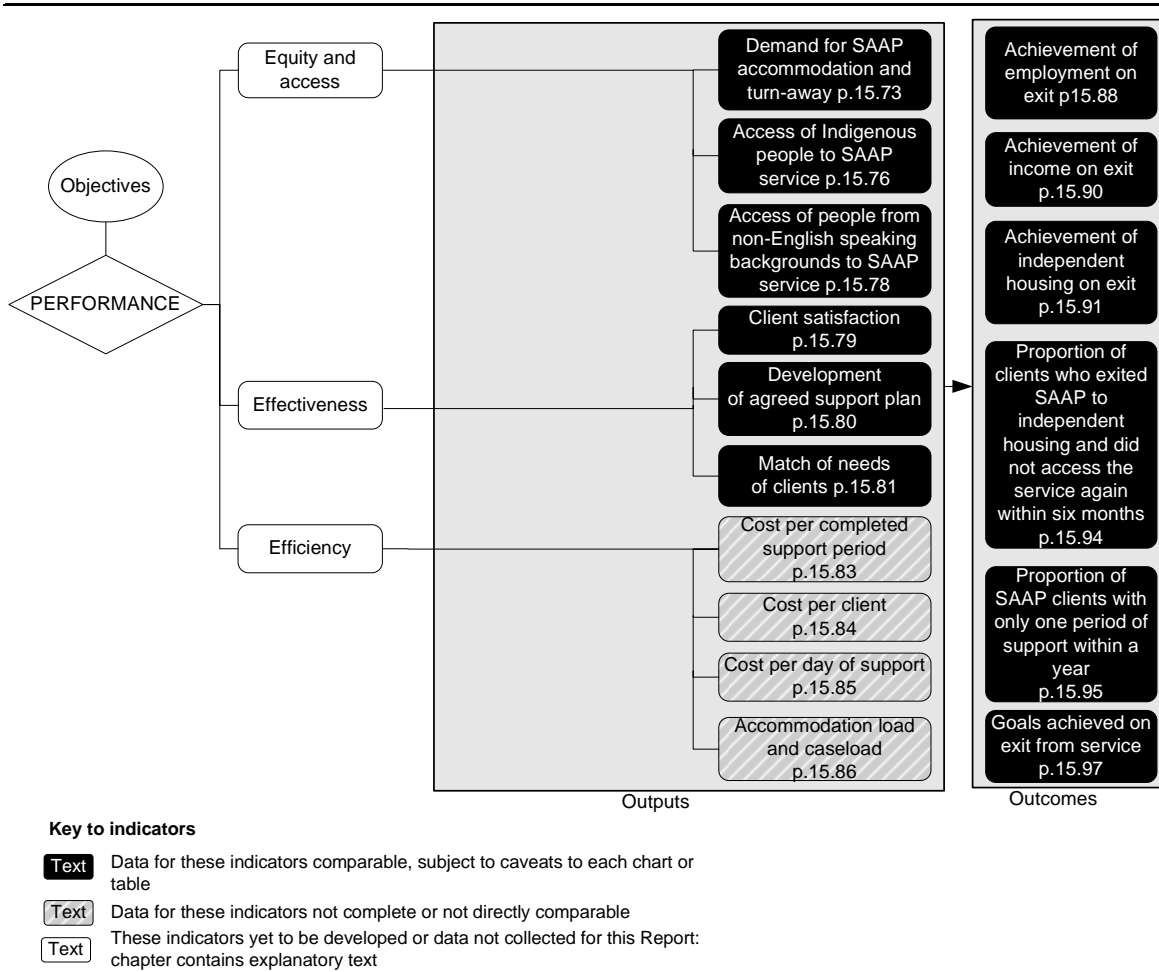 Objectives
PERFORMANCE
Equity and
access
Effectiveness
Efficiency
Demand for SAAP
accommodation and
turn-away p.15.73
Access of Indigenous
people to SAAP
service p.15.76
Access of people from
non-English speaking
backgrounds to SAAP
service p.15.78
Client satisfaction
p.15.79
Development
of agreed support plan
p.15.80
Match of needs
of clients p.15.81
Cost per completed
support period
p.15.83
Cost per client
p.15.84
Cost per day of support
p.15.85
Accommodation load
and caseload
p.15.86
Outputs
Achievement of
employment on
exit p15.88
Achievement of
income on exit
p.15.90
Achievement of
independent
housing on exit
p.15.91
Proportion of
clients who exited
SAAP to
independent
housing and did
not access the
service again
within six months
p.15.94
Proportion of
SAAP clients with
only one period of
support within a
year
p.15.95
Goals achieved on
exit from service
p.15.97
Outcomes
Key to indicators
Text Data for these indicators comparable, subject to caveats to each chart or
table
Text Data for these indicators not complete or not directly comparable
Text These indicators yet to be developed or data not collected for this Report:
chapter contains explanatory text